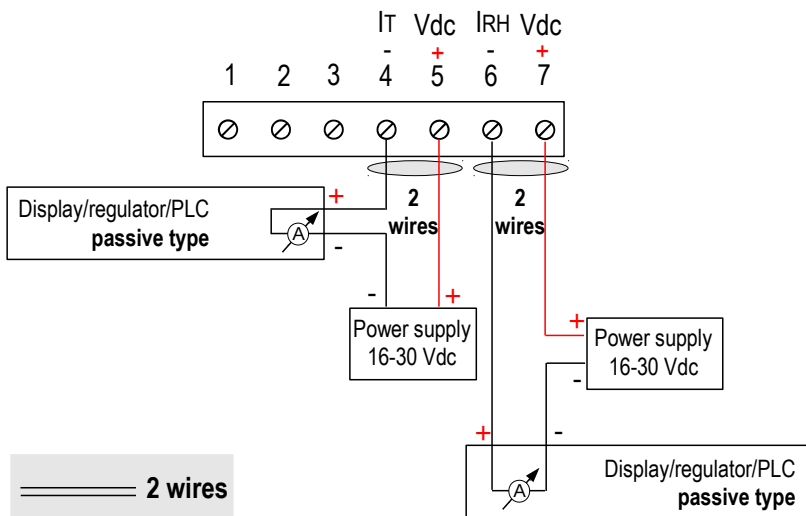 IT Vdc IRH Vdc
- + - +
1 2 3 4 5 6 7
2 wires
2 wires
+
Display/regulator/PLC
passive type
A
-
- +
Power supply
16-30 Vdc
+
Power supply
16-30 Vdc
-
+ -
A
Display/regulator/PLC
passive type
2 wires